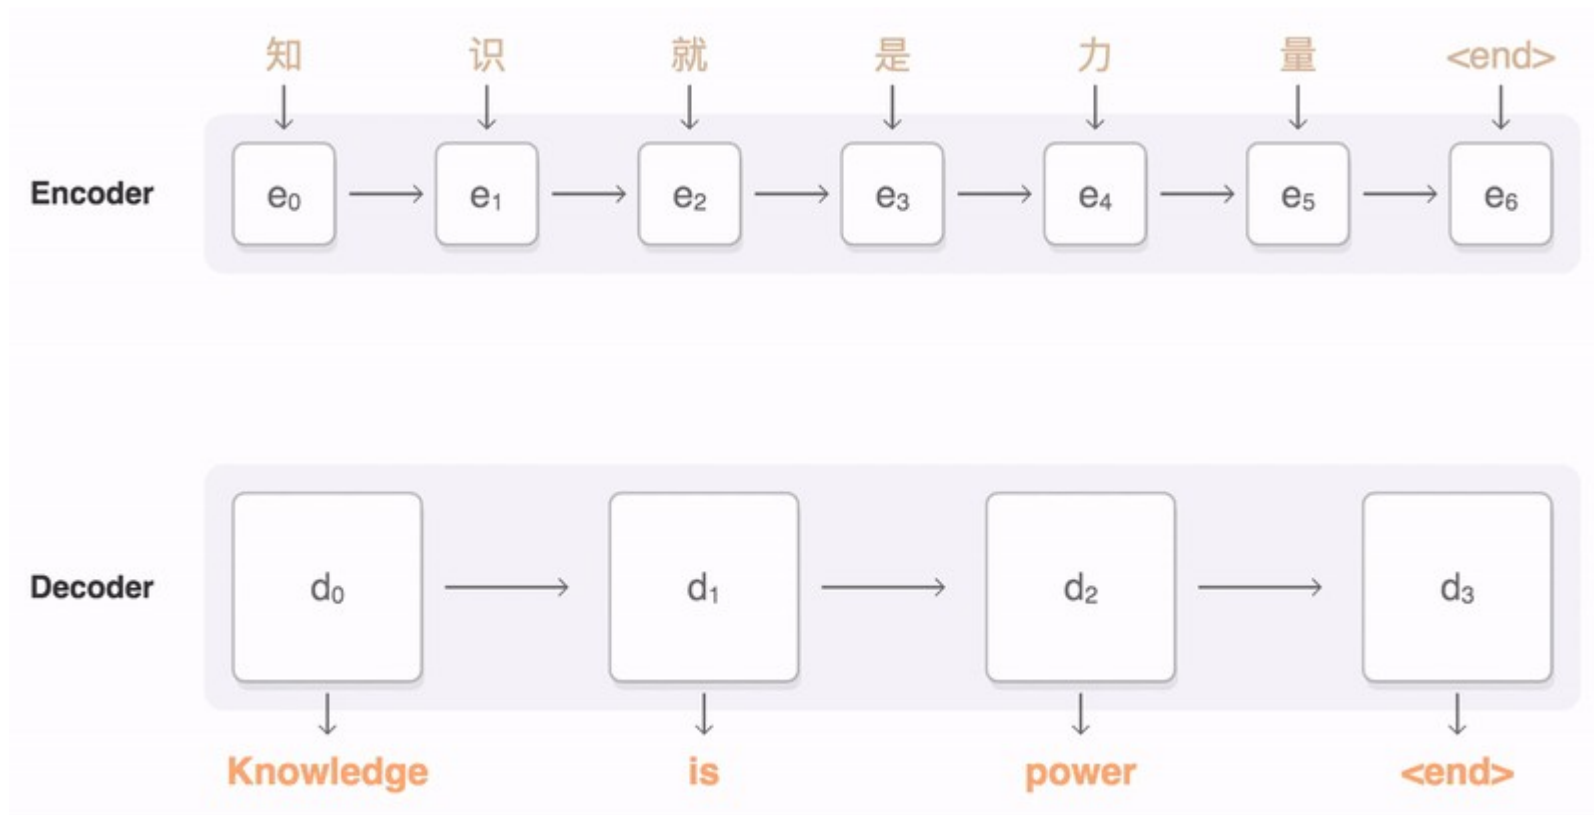 知 识 就 是 力 量 <end>
Encoder e₀ e₁ e₂ e₃ e₄ e₅ e₆
Decoder d₀ d₁ d₂ d₃
Knowledge is power <end>